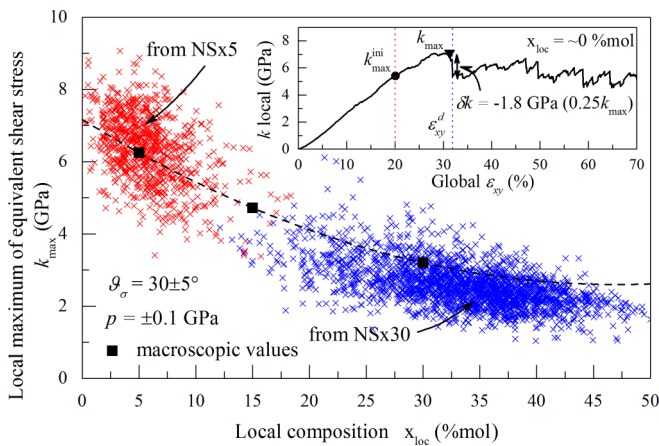 10
8
6
4
2
0
Local maximum of equivalent shear stress
k_max (GPa)
from NSx5
ϑ_σ = 30±5°
p = ±0.1 GPa
■ macroscopic values
from NSx30
0 5 10 15 20 25 30 35 40 45 50
Local composition x_loc (%mol)
10
8
6
4
2
0
k local (GPa)
k_max^ini
k_max
x_loc = ~0 %mol
ε_xy^d
δk = -1.8 GPa (0.25k_max)
0 10 20 30 40 50 60 70
Global ε_xy (%)